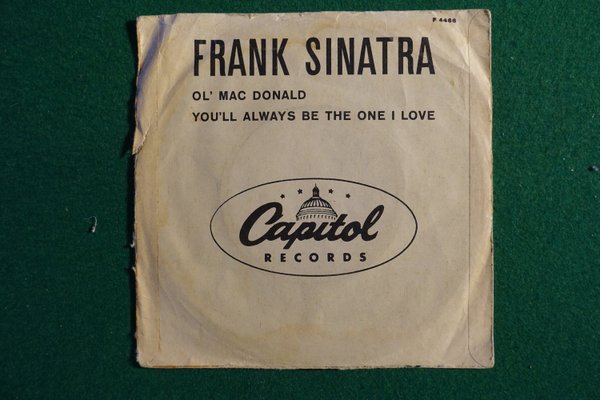 F 4466
FRANK SINATRA
OL' MAC DONALD
YOU'LL ALWAYS BE THE ONE I LOVE
Capitol
RECORDS